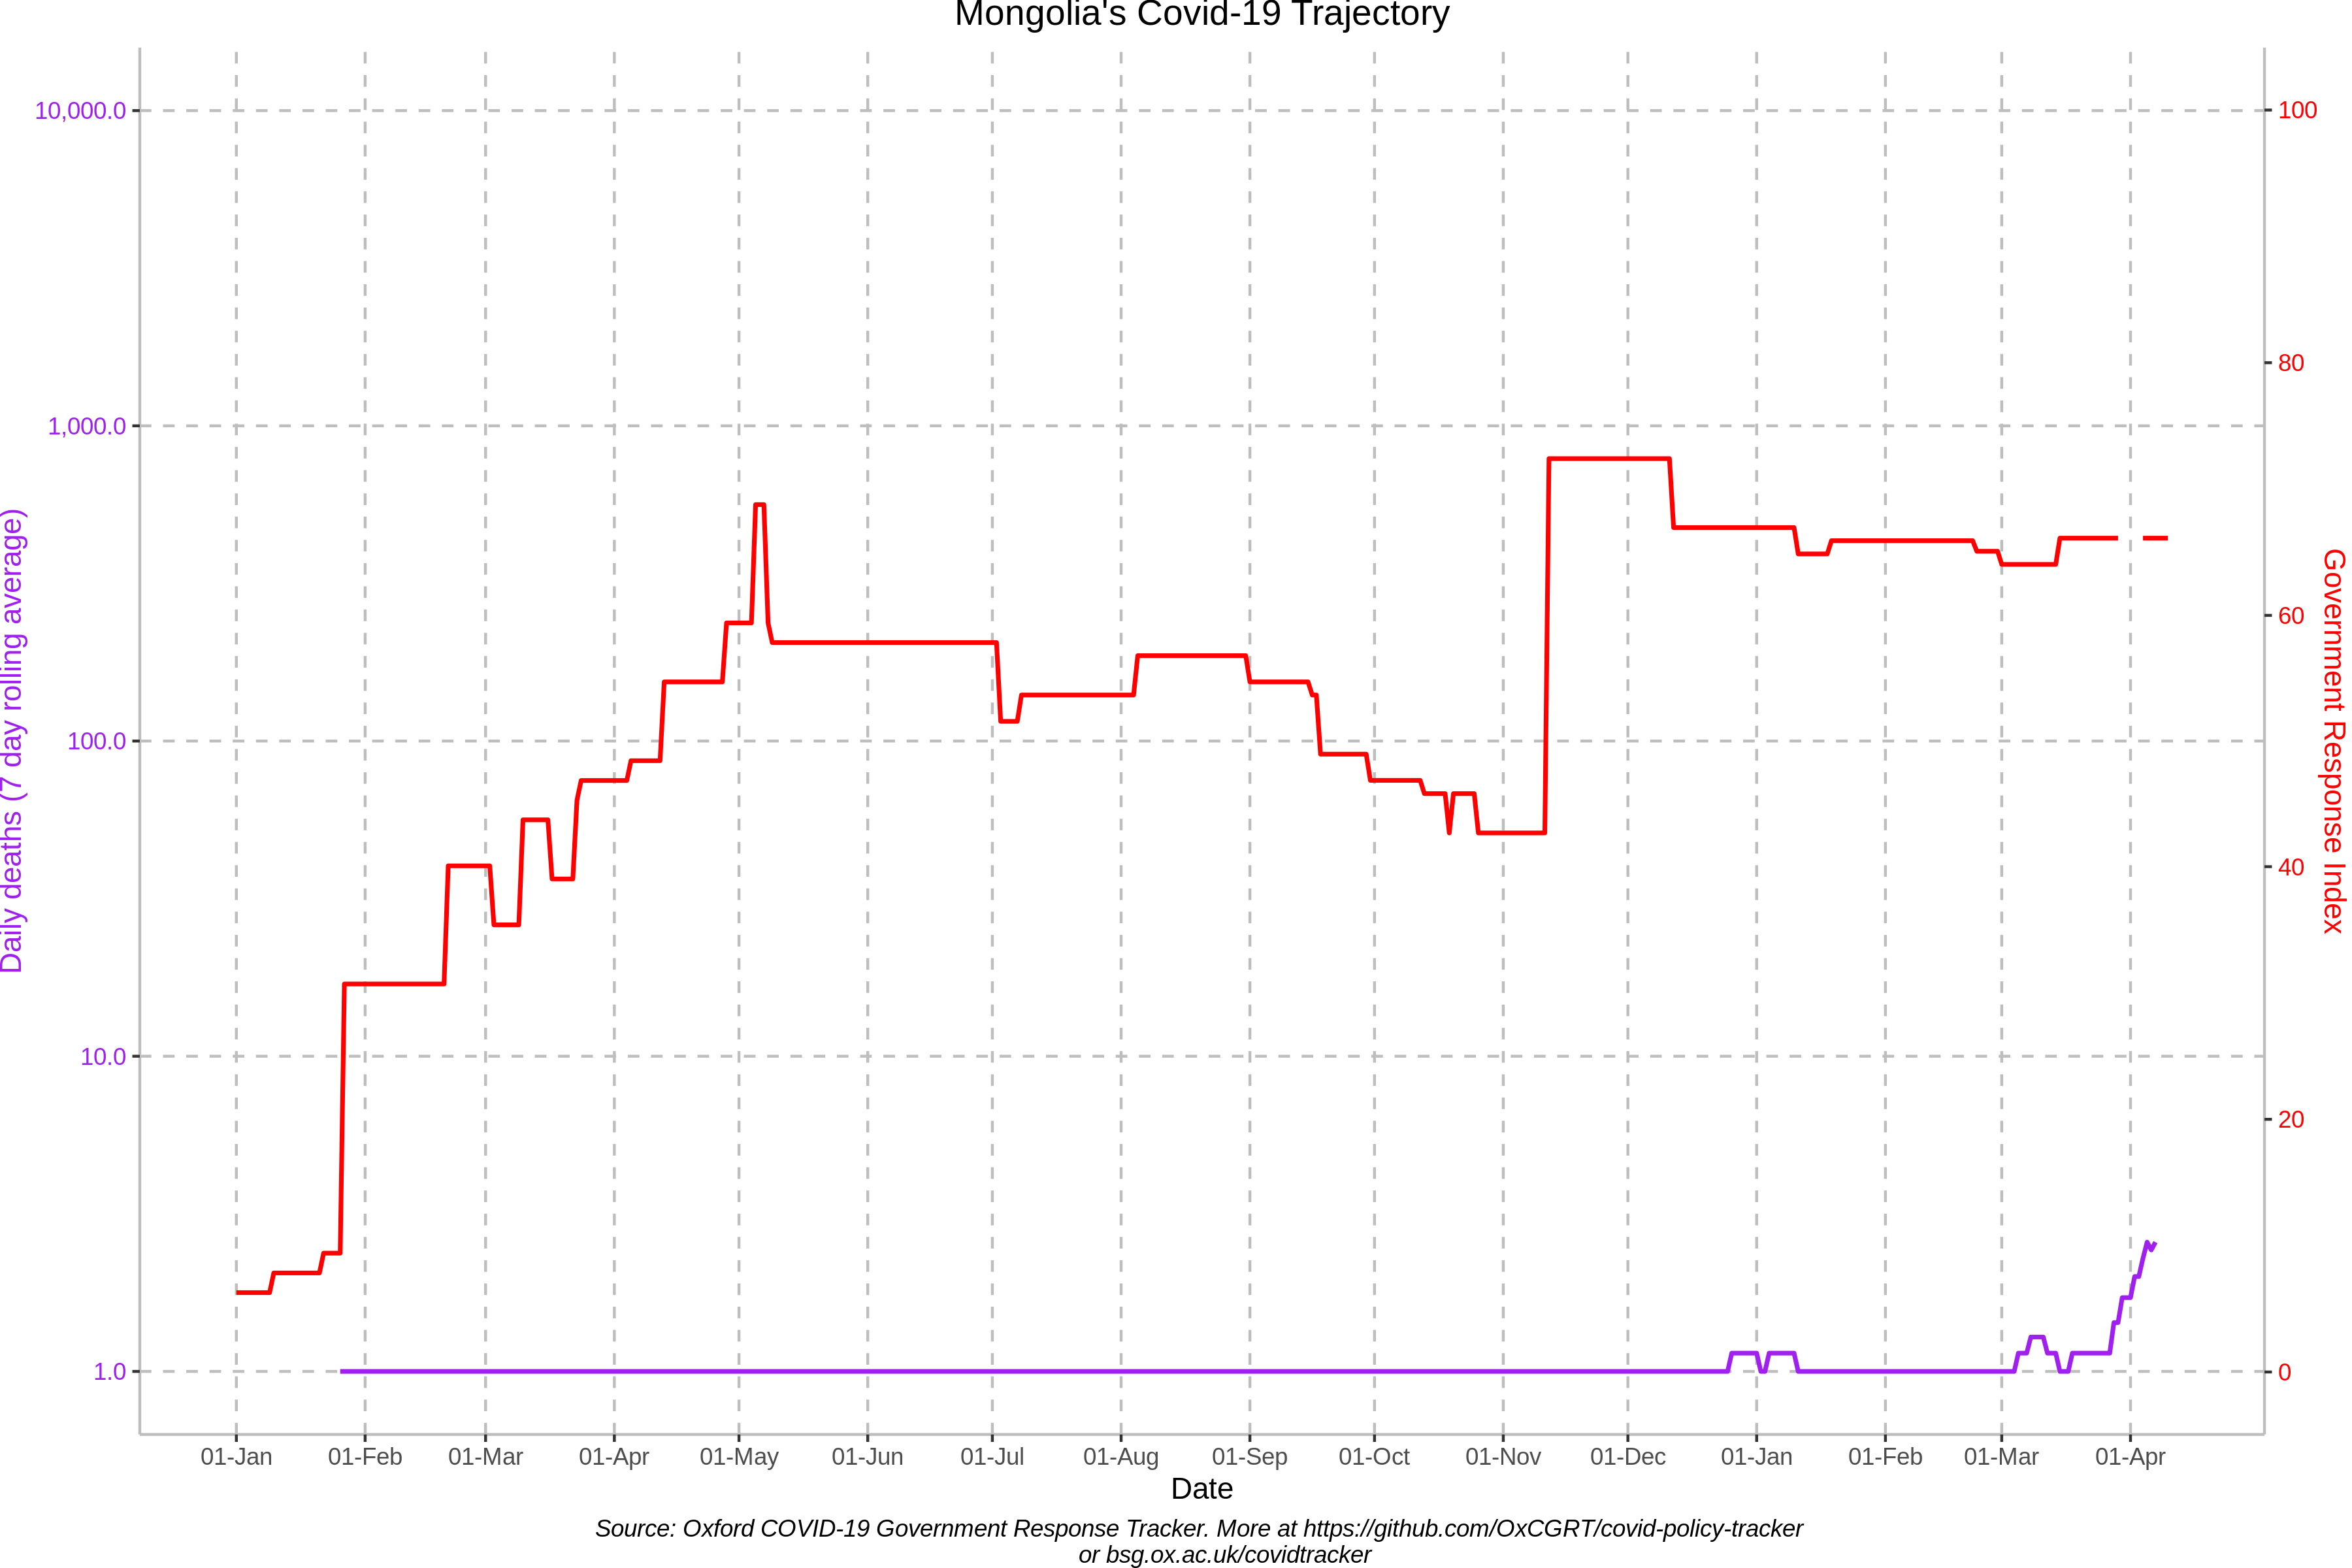 Mongolia's Covid-19 Trajectory
10,000.0
1,000.0
100.0
10.0
1.0
Daily deaths (7 day rolling average)
100
80
60
40
20
0
Government Response Index
01-Jan 01-Feb 01-Mar 01-Apr 01-May 01-Jun 01-Jul 01-Aug 01-Sep 01-Oct 01-Nov 01-Dec 01-Jan 01-Feb 01-Mar 01-Apr
Date
Source: Oxford COVID-19 Government Response Tracker. More at https://github.com/OxCGRT/covid-policy-tracker
or bsg.ox.ac.uk/covidtracker